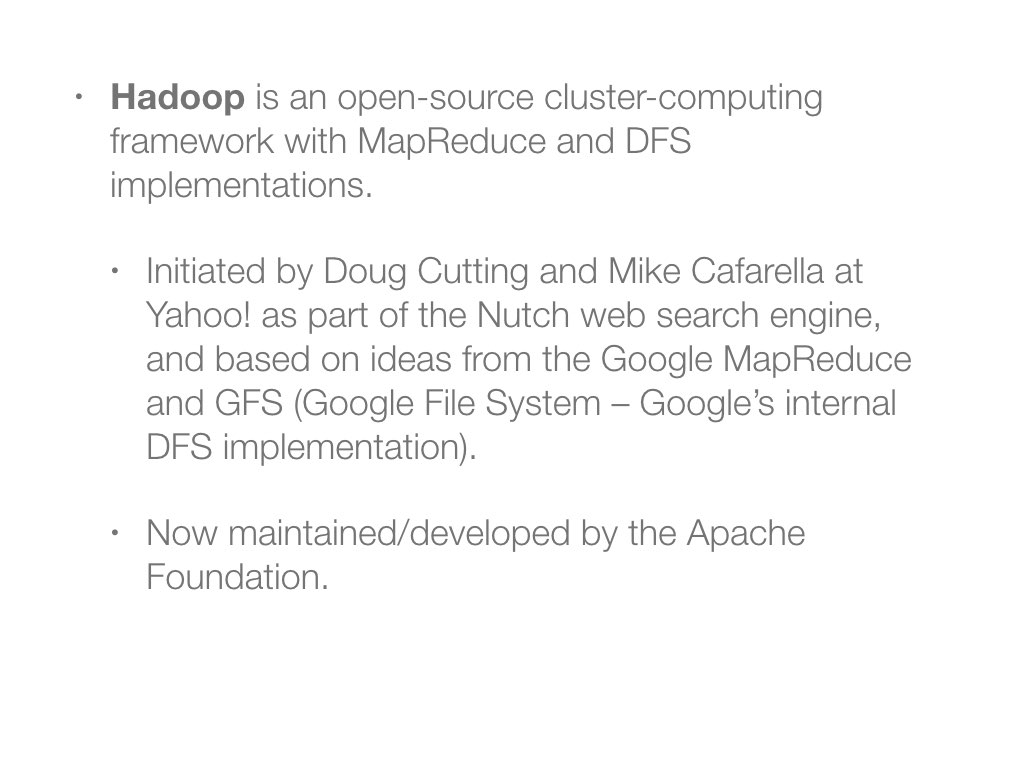 • Hadoop is an open-source cluster-computing
framework with MapReduce and DFS
implementations.
• Initiated by Doug Cutting and Mike Cafarella at
Yahoo! as part of the Nutch web search engine,
and based on ideas from the Google MapReduce
and GFS (Google File System – Google’s internal
DFS implementation).
• Now maintained/developed by the Apache
Foundation.